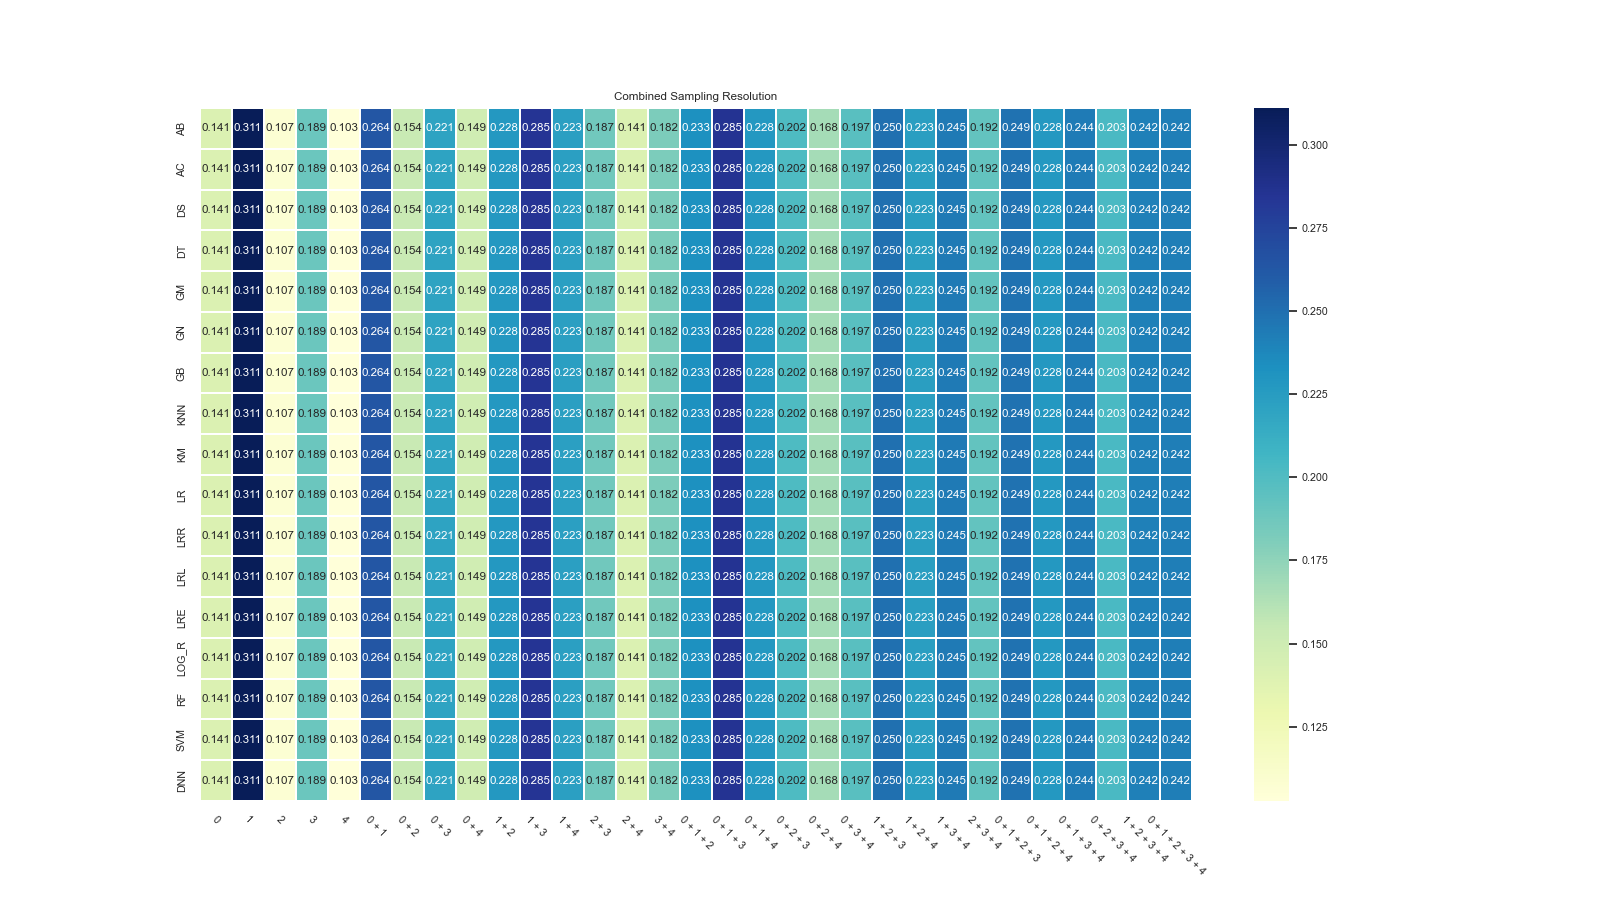 Combined Sampling Resolution
AB 0.141 0.311 0.107 0.189 0.103 0.264 0.154 0.221 0.149 0.228 0.285 0.223 0.187 0.141 0.182 0.233 0.285 0.228 0.202 0.168 0.197 0.250 0.223 0.245 0.192 0.249 0.228 0.244 0.203 0.242 0.242
AC 0.141 0.311 0.107 0.189 0.103 0.264 0.154 0.221 0.149 0.228 0.285 0.223 0.187 0.141 0.182 0.233 0.285 0.228 0.202 0.168 0.197 0.250 0.223 0.245 0.192 0.249 0.228 0.244 0.203 0.242 0.242
DS 0.141 0.311 0.107 0.189 0.103 0.264 0.154 0.221 0.149 0.228 0.285 0.223 0.187 0.141 0.182 0.233 0.285 0.228 0.202 0.168 0.197 0.250 0.223 0.245 0.192 0.249 0.228 0.244 0.203 0.242 0.242
DT 0.141 0.311 0.107 0.189 0.103 0.264 0.154 0.221 0.149 0.228 0.285 0.223 0.187 0.141 0.182 0.233 0.285 0.228 0.202 0.168 0.197 0.250 0.223 0.245 0.192 0.249 0.228 0.244 0.203 0.242 0.242
GM 0.141 0.311 0.107 0.189 0.103 0.264 0.154 0.221 0.149 0.228 0.285 0.223 0.187 0.141 0.182 0.233 0.285 0.228 0.202 0.168 0.197 0.250 0.223 0.245 0.192 0.249 0.228 0.244 0.203 0.242 0.242
GN 0.141 0.311 0.107 0.189 0.103 0.264 0.154 0.221 0.149 0.228 0.285 0.223 0.187 0.141 0.182 0.233 0.285 0.228 0.202 0.168 0.197 0.250 0.223 0.245 0.192 0.249 0.228 0.244 0.203 0.242 0.242
GB 0.141 0.311 0.107 0.189 0.103 0.264 0.154 0.221 0.149 0.228 0.285 0.223 0.187 0.141 0.182 0.233 0.285 0.228 0.202 0.168 0.197 0.250 0.223 0.245 0.192 0.249 0.228 0.244 0.203 0.242 0.242
KNN 0.141 0.311 0.107 0.189 0.103 0.264 0.154 0.221 0.149 0.228 0.285 0.223 0.187 0.141 0.182 0.233 0.285 0.228 0.202 0.168 0.197 0.250 0.223 0.245 0.192 0.249 0.228 0.244 0.203 0.242 0.242
KM 0.141 0.311 0.107 0.189 0.103 0.264 0.154 0.221 0.149 0.228 0.285 0.223 0.187 0.141 0.182 0.233 0.285 0.228 0.202 0.168 0.197 0.250 0.223 0.245 0.192 0.249 0.228 0.244 0.203 0.242 0.242
LR 0.141 0.311 0.107 0.189 0.103 0.264 0.154 0.221 0.149 0.228 0.285 0.223 0.187 0.141 0.182 0.233 0.285 0.228 0.202 0.168 0.197 0.250 0.223 0.245 0.192 0.249 0.228 0.244 0.203 0.242 0.242
LRR 0.141 0.311 0.107 0.189 0.103 0.264 0.154 0.221 0.149 0.228 0.285 0.223 0.187 0.141 0.182 0.233 0.285 0.228 0.202 0.168 0.197 0.250 0.223 0.245 0.192 0.249 0.228 0.244 0.203 0.242 0.242
LRL 0.141 0.311 0.107 0.189 0.103 0.264 0.154 0.221 0.149 0.228 0.285 0.223 0.187 0.141 0.182 0.233 0.285 0.228 0.202 0.168 0.197 0.250 0.223 0.245 0.192 0.249 0.228 0.244 0.203 0.242 0.242
LRE 0.141 0.311 0.107 0.189 0.103 0.264 0.154 0.221 0.149 0.228 0.285 0.223 0.187 0.141 0.182 0.233 0.285 0.228 0.202 0.168 0.197 0.250 0.223 0.245 0.192 0.249 0.228 0.244 0.203 0.242 0.242
LOG_R 0.141 0.311 0.107 0.189 0.103 0.264 0.154 0.221 0.149 0.228 0.285 0.223 0.187 0.141 0.182 0.233 0.285 0.228 0.202 0.168 0.197 0.250 0.223 0.245 0.192 0.249 0.228 0.244 0.203 0.242 0.242
RF 0.141 0.311 0.107 0.189 0.103 0.264 0.154 0.221 0.149 0.228 0.285 0.223 0.187 0.141 0.182 0.233 0.285 0.228 0.202 0.168 0.197 0.250 0.223 0.245 0.192 0.249 0.228 0.244 0.203 0.242 0.242
SVM 0.141 0.311 0.107 0.189 0.103 0.264 0.154 0.221 0.149 0.228 0.285 0.223 0.187 0.141 0.182 0.233 0.285 0.228 0.202 0.168 0.197 0.250 0.223 0.245 0.192 0.249 0.228 0.244 0.203 0.242 0.242
DNN 0.141 0.311 0.107 0.189 0.103 0.264 0.154 0.221 0.149 0.228 0.285 0.223 0.187 0.141 0.182 0.233 0.285 0.228 0.202 0.168 0.197 0.250 0.223 0.245 0.192 0.249 0.228 0.244 0.203 0.242 0.242
0
1
2
3
4
0 + 1
0 + 2
0 + 3
0 + 4
1 + 2
1 + 3
1 + 4
2 + 3
2 + 4
3 + 4
0 + 1 + 2
0 + 1 + 3
0 + 1 + 4
0 + 2 + 3
0 + 2 + 4
0 + 3 + 4
1 + 2 + 3
1 + 2 + 4
1 + 3 + 4
2 + 3 + 4
0 + 1 + 2 + 3
0 + 1 + 2 + 4
0 + 1 + 3 + 4
0 + 2 + 3 + 4
1 + 2 + 3 + 4
0 + 1 + 2 + 3 + 4
0.300
0.275
0.250
0.225
0.200
0.175
0.150
0.125